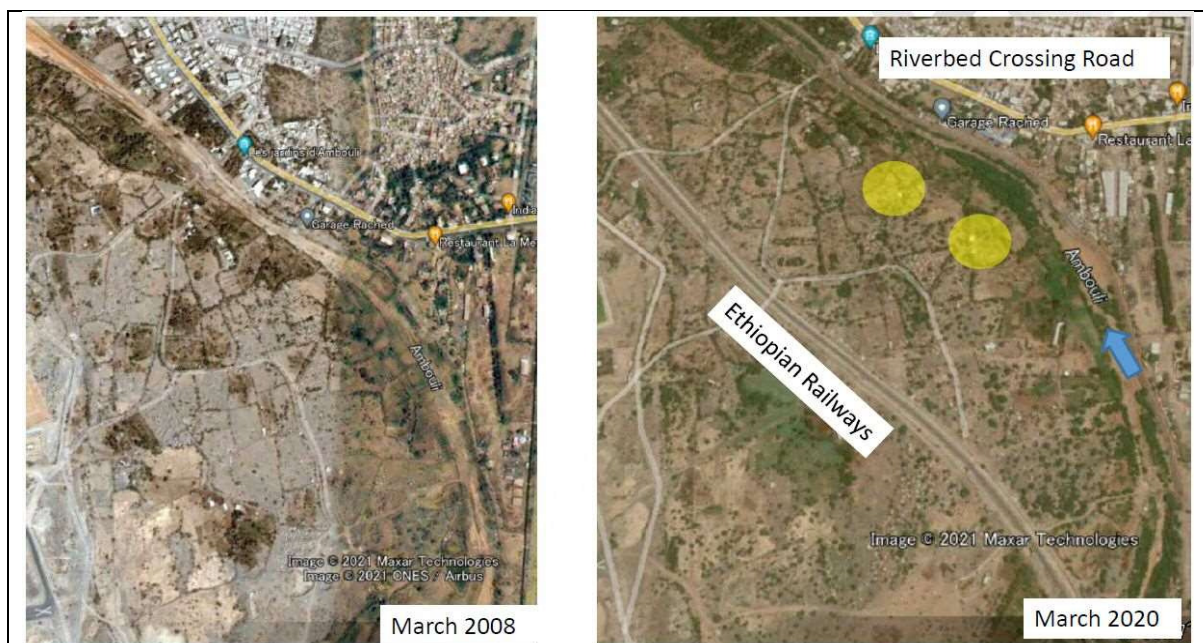 Les jardins d'Ambouli
Garage Rached
India
Restaurant La Me
Ambouli
Image © 2021 Maxar Technologies
Image © 2021 CNES / Airbus
March 2008
Riverbed Crossing Road
Garage Rached
Restaurant La
Ambouli
Ethiopian Railways
Image © 2021 Maxar Technologies
March 2020